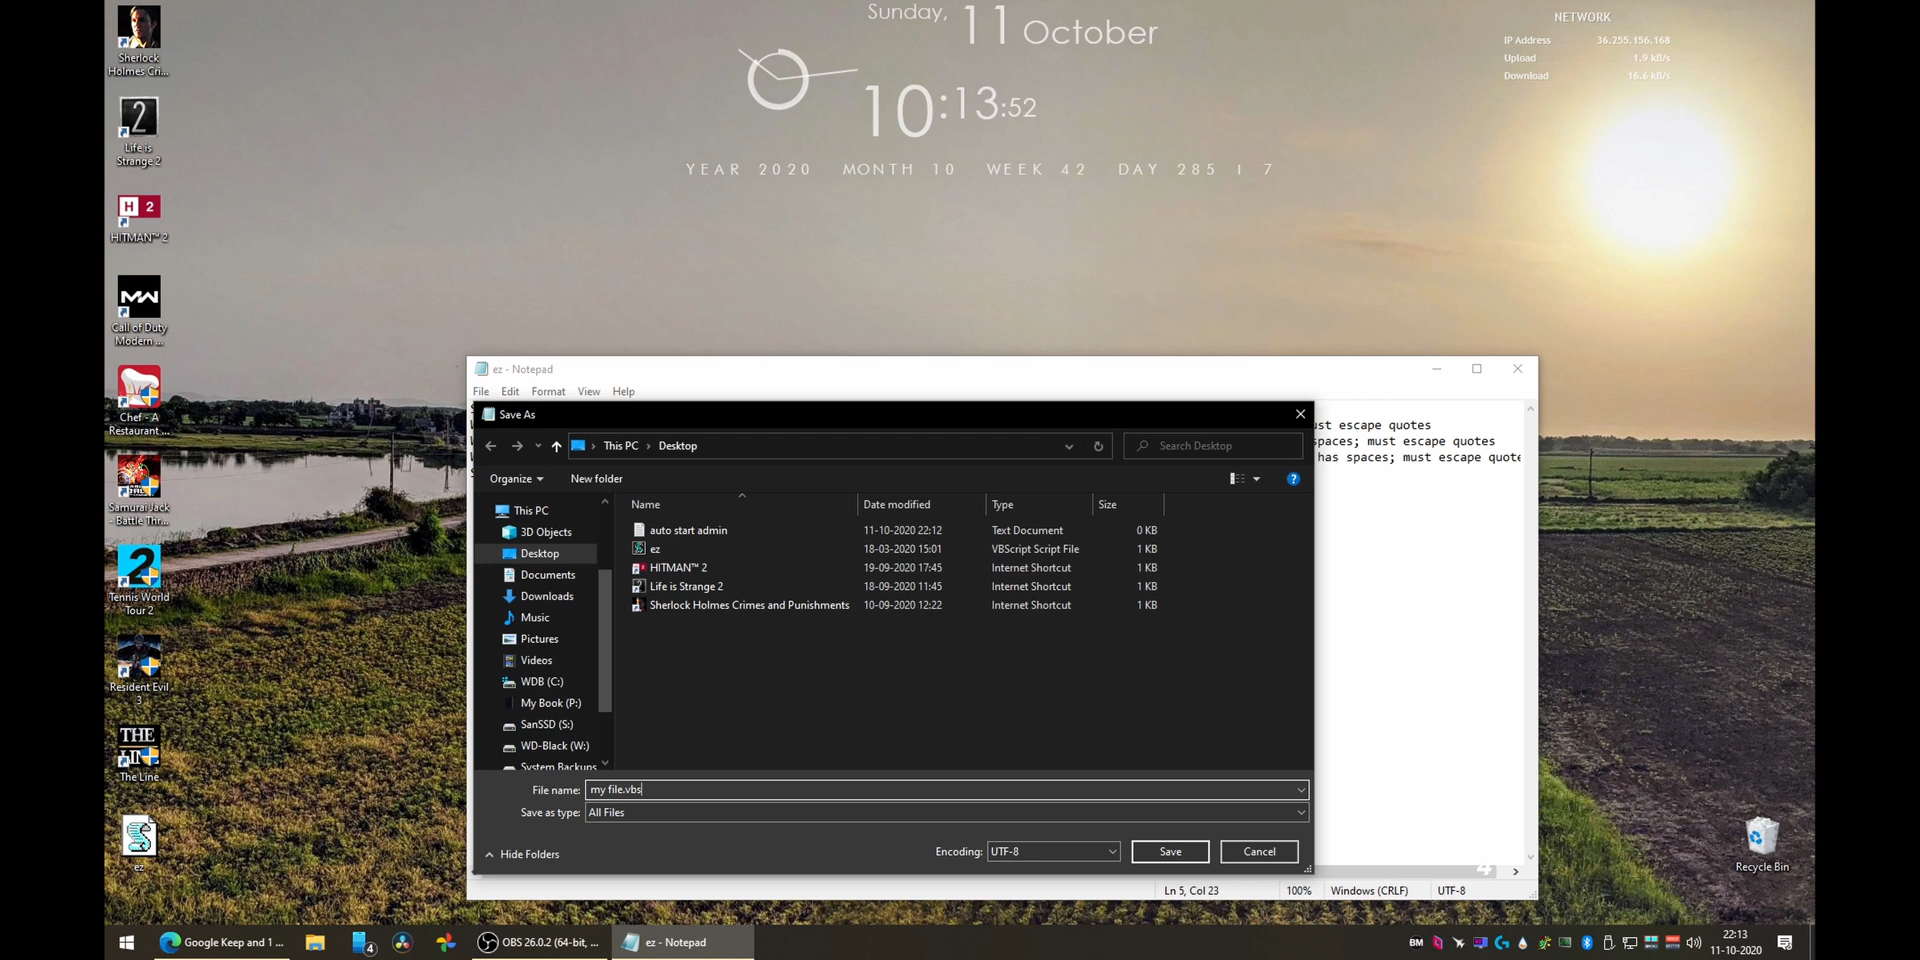 Sunday, 11 October
10:13:52
YEAR 2020 MONTH 10 WEEK 42 DAY 285 | 7
NETWORK
IP Address 36.255.156.168
Upload 1.9 kB/s
Download 16.6 kB/s
Sherlock
Holmes Cri...
2
Life is
Strange 2
H 2
HITMAN™ 2
MW
Call of Duty
Modern ...
Chef - A
Restaurant ...
Samurai Jack
- Battle Thr...
2
Tennis World
Tour 2
Resident Evil
3
THE
The Line
ez
Recycle Bin
ez - Notepad
File Edit Format View Help
ust escape quotes
spaces; must escape quotes
has spaces; must escape quote
Save As
This PC > Desktop
Search Desktop
Organize New folder
This PC
3D Objects
Desktop
Documents
Downloads
Music
Pictures
Videos
WDB (C:)
My Book (P:)
SanSSD (S:)
WD-Black (W:)
System Backups
Name Date modified Type Size
auto start admin 11-10-2020 22:12 Text Document 0 KB
ez 18-03-2020 15:01 VBScript Script File 1 KB
HITMAN™ 2 19-09-2020 17:45 Internet Shortcut 1 KB
Life is Strange 2 18-09-2020 11:45 Internet Shortcut 1 KB
Sherlock Holmes Crimes and Punishments 10-09-2020 12:22 Internet Shortcut 1 KB
File name: my file.vbs
Save as type: All Files
Hide Folders
Encoding: UTF-8 Save Cancel
Ln 5, Col 23 100% Windows (CRLF) UTF-8
Google Keep and 1 ...
4
OBS 26.0.2 (64-bit, ...
ez - Notepad
BM
22:13
11-10-2020